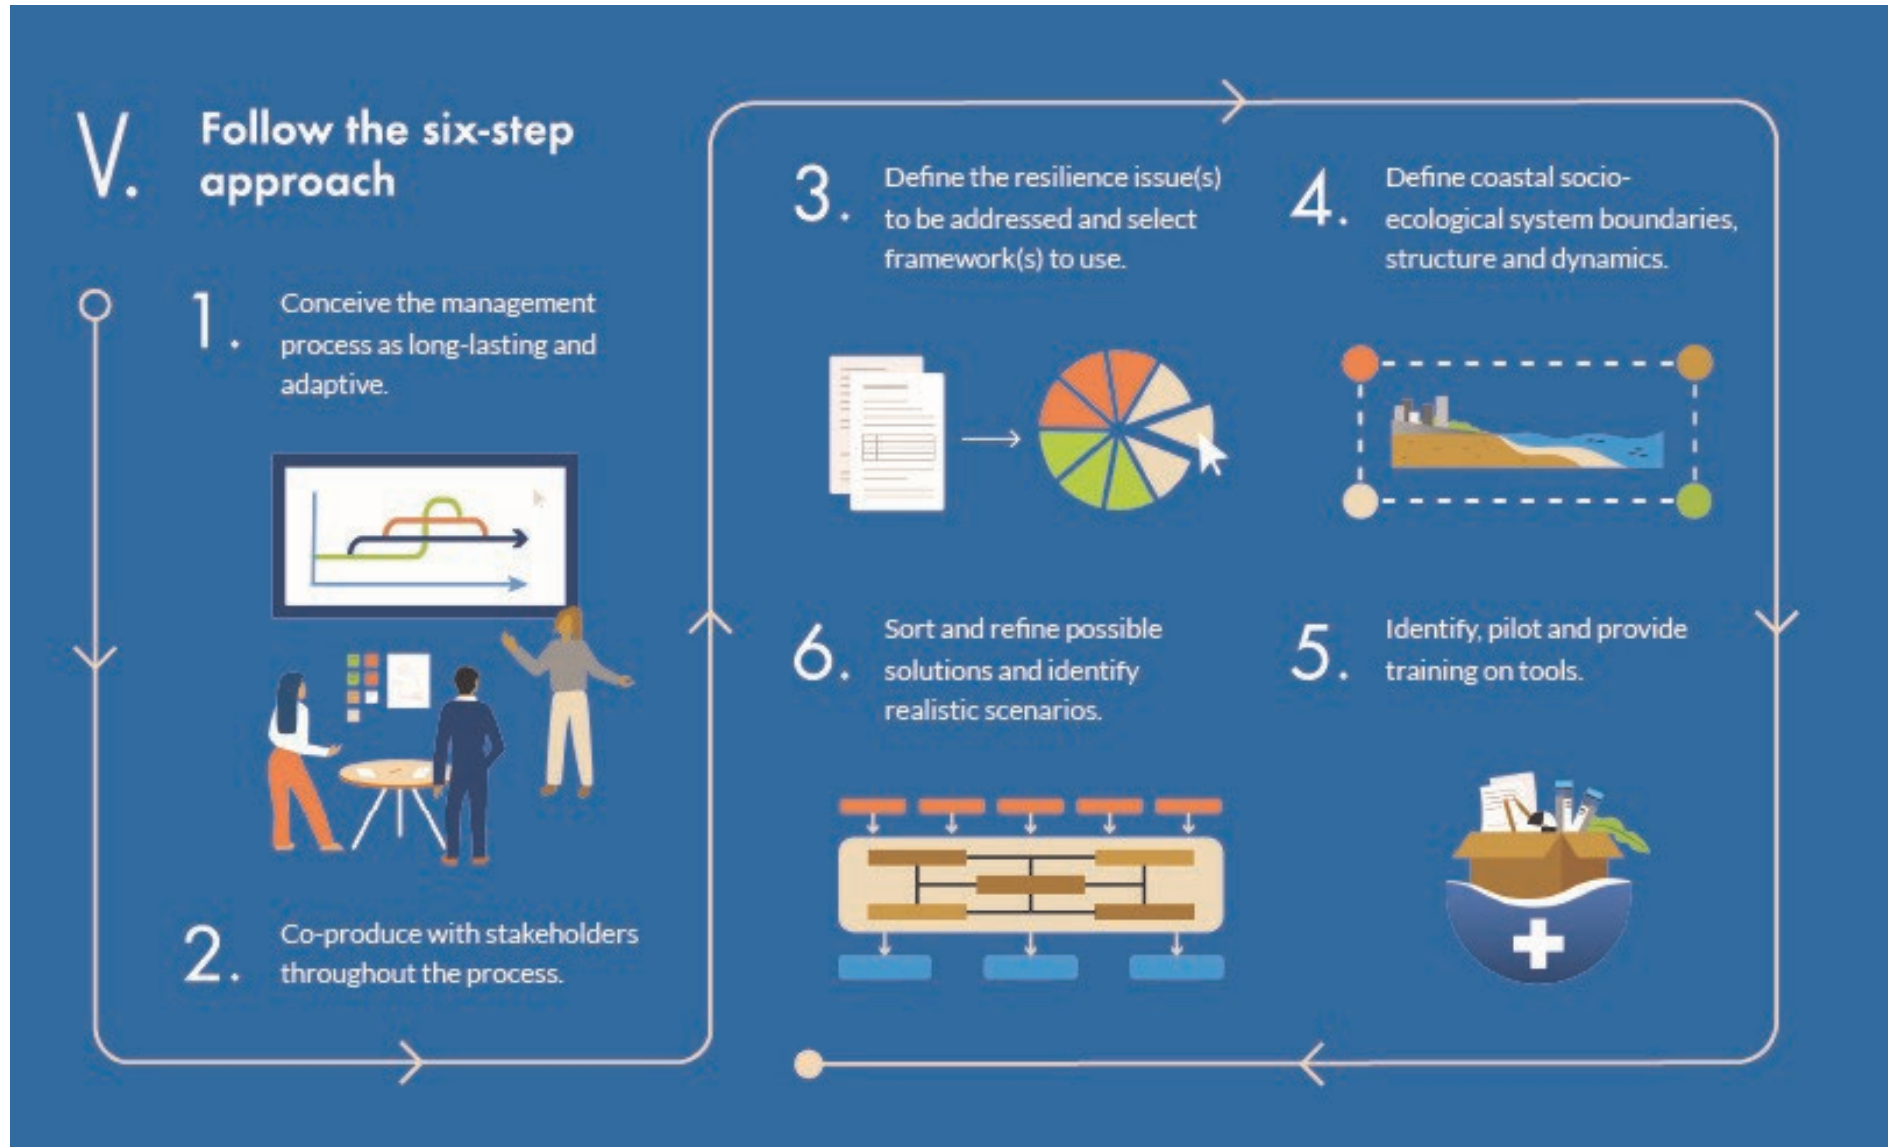 V.
Follow the six-step
approach
1.
Conceive the management
process as long-lasting and
adaptive.
2.
Co-produce with stakeholders
throughout the process.
3.
Define the resilience issue(s)
to be addressed and select
framework(s) to use.
4.
Define coastal socio-
ecological system boundaries,
structure and dynamics.
5.
Identify, pilot and provide
training on tools.
6.
Sort and refine possible
solutions and identify
realistic scenarios.